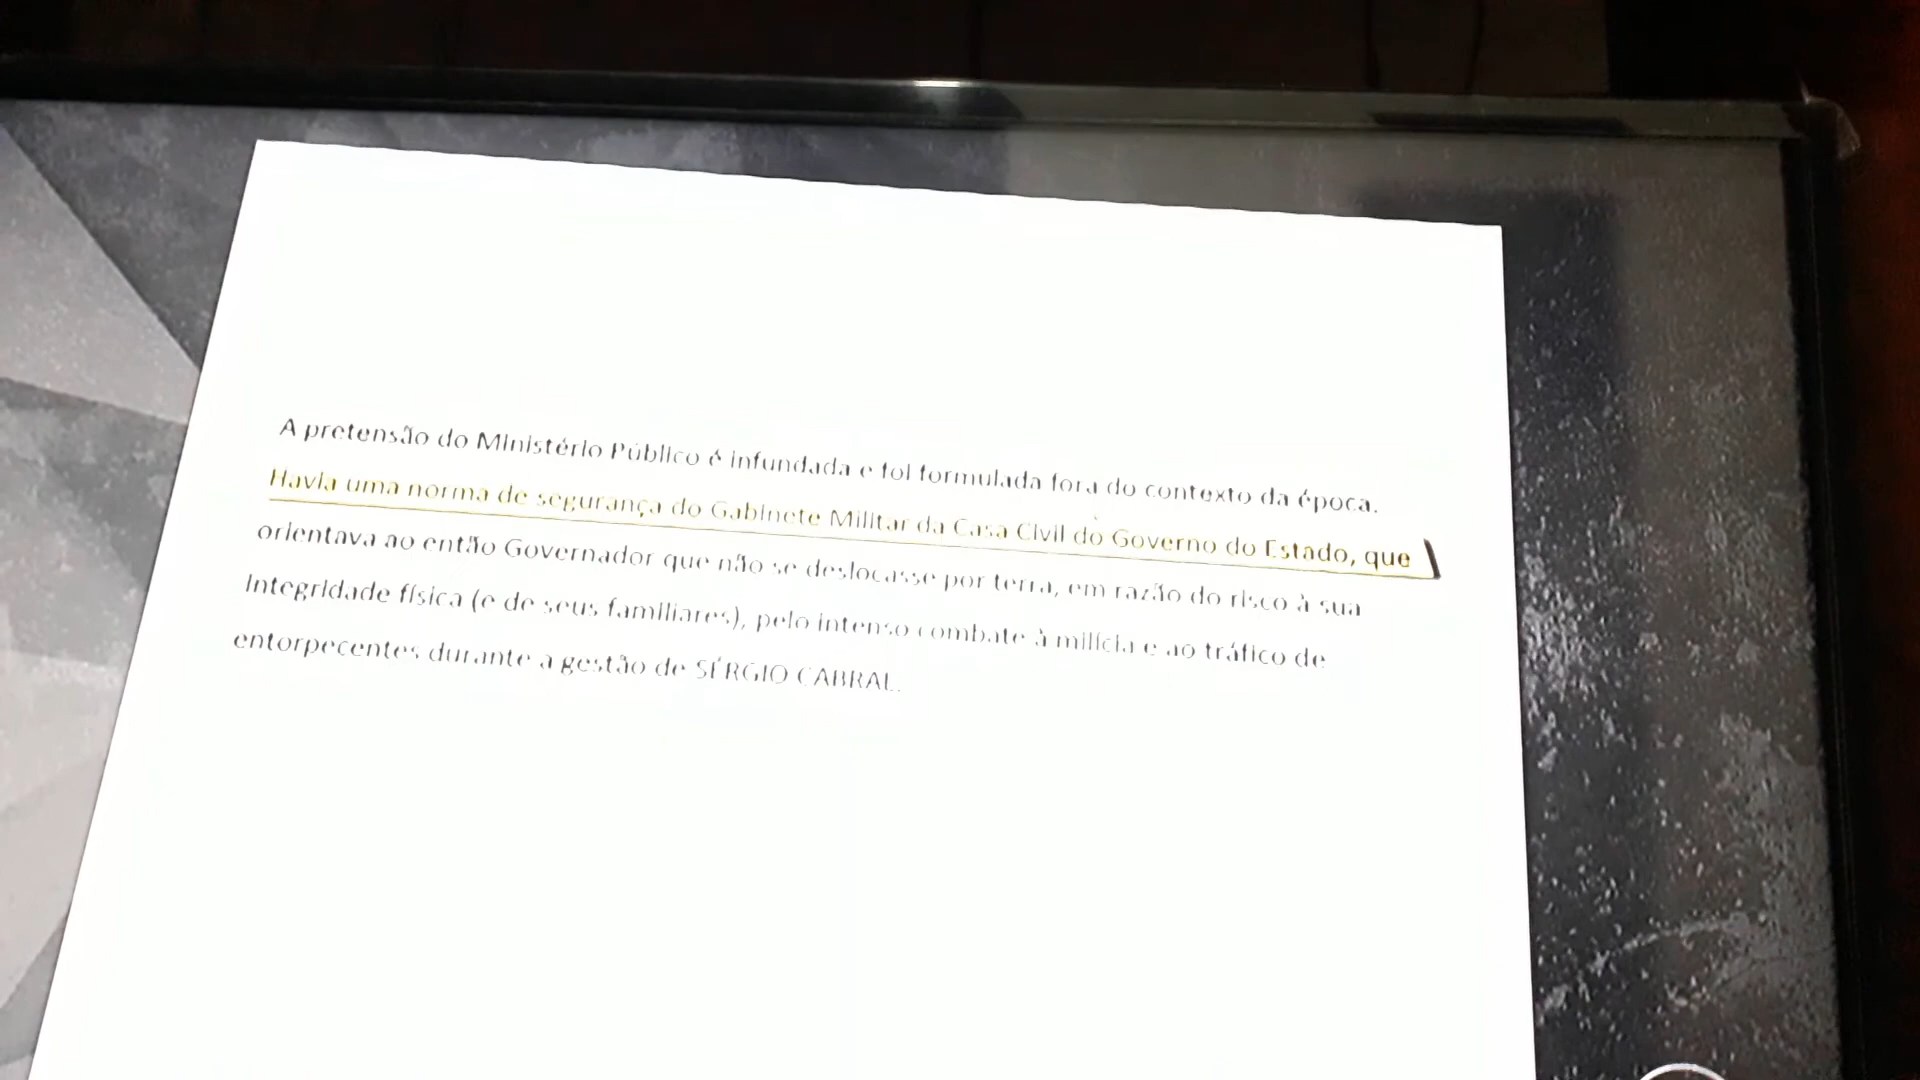 A pretensão do Ministério Público é infundada e foi formulada fora do contexto da época.
Havia uma norma de segurança do Gabinete Militar da Casa Civil do Governo do Estado, que
orientava ao então Governador que não se deslocasse por terra, em razão do risco à sua
integridade física (e de seus familiares), pelo intenso combate à milícia e ao tráfico de
entorpecentes durante a gestão de SÉRGIO CABRAL.